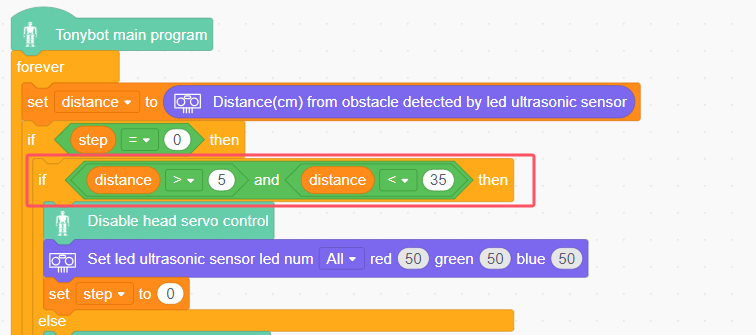 Tonybot main program
forever
set distance to Distance(cm) from obstacle detected by led ultrasonic sensor
if step = 0 then
if distance > 5 and distance < 35 then
Disable head servo control
Set led ultrasonic sensor led num All red 50 green 50 blue 50
set step to 0
else